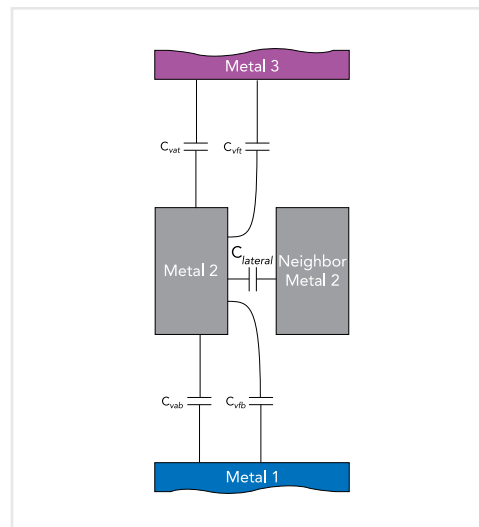 Metal 3
Cvat
Cvft
Clateral
Metal 2
Neighbor
Metal 2
Cvab
Cvfb
Metal 1